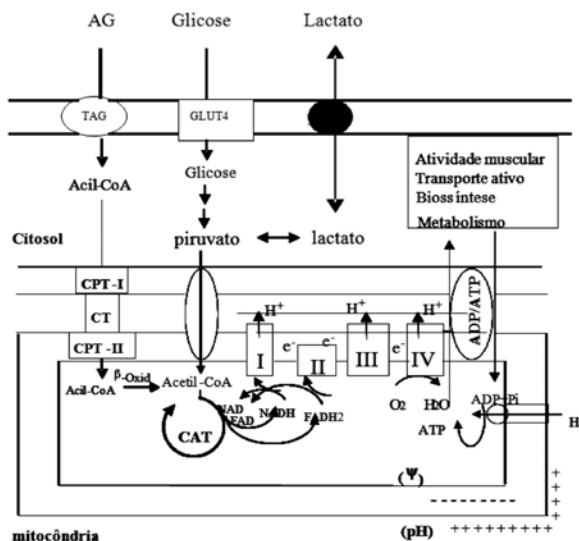 AG Glicose Lactato
TAG GLUT4
Glicose
Acil-CoA
Atividade muscular
Transporte ativo
Bioss íntese
Metabolismo
Citosol
piruvato lactato
CPT-I
CT
CPT-II
ADP/ATP
H+ H+ H+
e- e- e-
I II III IV
Acil-CoA β-Oxid Acetil-CoA
NAD NADH
FAD FADH2
CAT
O2 H2O
ADP+Pi
ATP
H
(Ψ)
- - - - - - - - -
+
+
+
+
mitocôndria
(pH) + + + + + + + + +